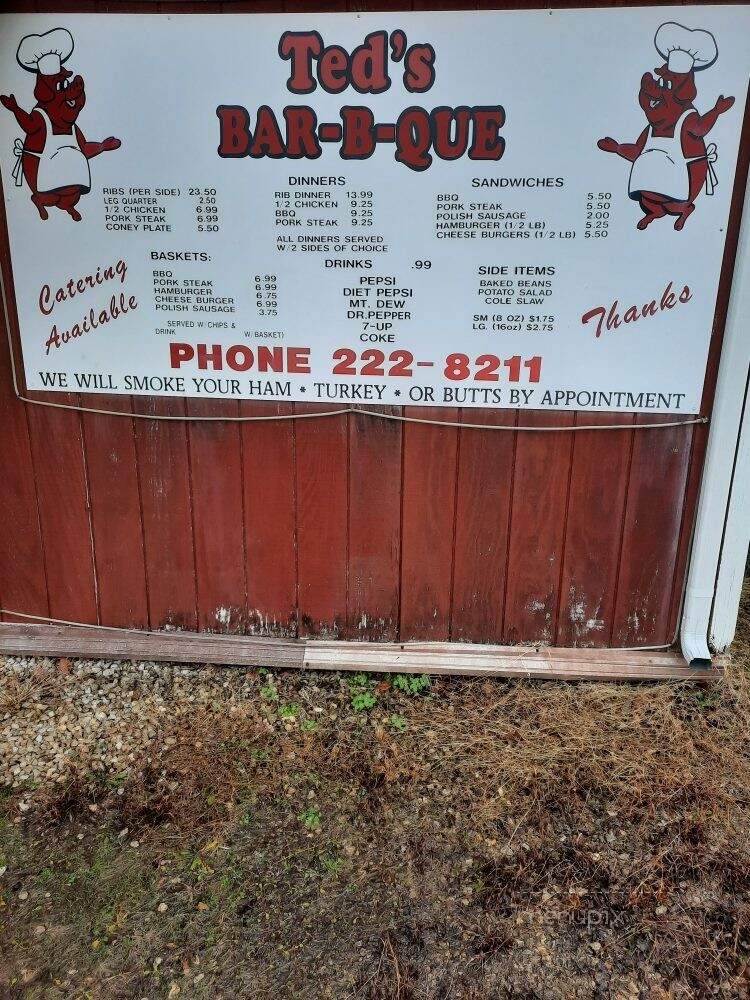 Ted's
BAR-B-QUE
RIBS (PER SIDE) 23.50
LEG QUARTER 2.50
1/2 CHICKEN 6.99
PORK STEAK 6.99
CONEY PLATE 5.50
DINNERS
RIB DINNER 13.99
1/2 CHICKEN 9.25
BBQ 9.25
PORK STEAK 9.25
ALL DINNERS SERVED
W/2 SIDES OF CHOICE
SANDWICHES
BBQ 5.50
PORK STEAK 5.50
POLISH SAUSAGE 2.00
HAMBURGER (1/2 LB) 5.25
CHEESE BURGERS (1/2 LB) 5.50
Catering
Available
BASKETS:
BBQ 6.99
PORK STEAK 6.99
HAMBURGER 6.75
CHEESE BURGER 6.99
POLISH SAUSAGE 3.75
SERVED W/CHIPS &
DRINK W/BASKET)
DRINKS .99
PEPSI
DIET PEPSI
MT. DEW
DR.PEPPER
7-UP
COKE
SIDE ITEMS
BAKED BEANS
POTATO SALAD
COLE SLAW
SM (8 OZ) $1.75
LG. (16oz) $2.75
Thanks
PHONE 222-8211
WE WILL SMOKE YOUR HAM * TURKEY * OR BUTTS BY APPOINTMENT
menupix